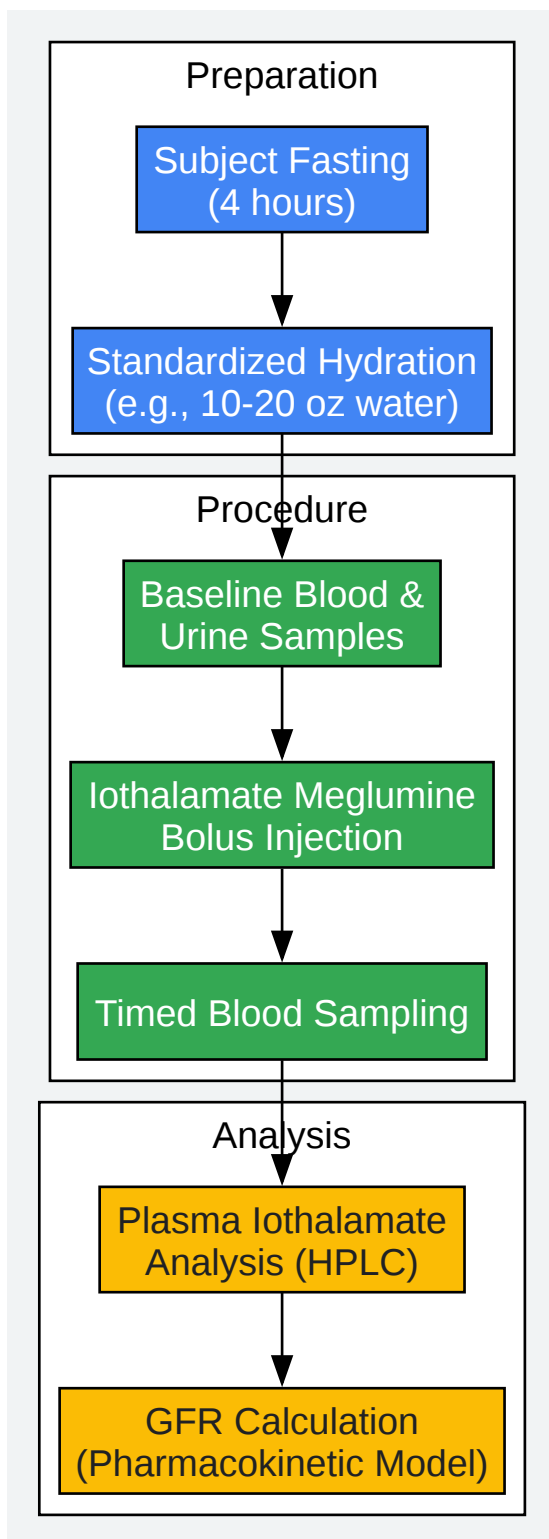 Preparation
Subject Fasting
(4 hours)
Standardized Hydration
(e.g., 10-20 oz water)
Procedure
Baseline Blood &
Urine Samples
Iothalamate Meglumine
Bolus Injection
Timed Blood Sampling
Analysis
Plasma Iothalamate
Analysis (HPLC)
GFR Calculation
(Pharmacokinetic Model)